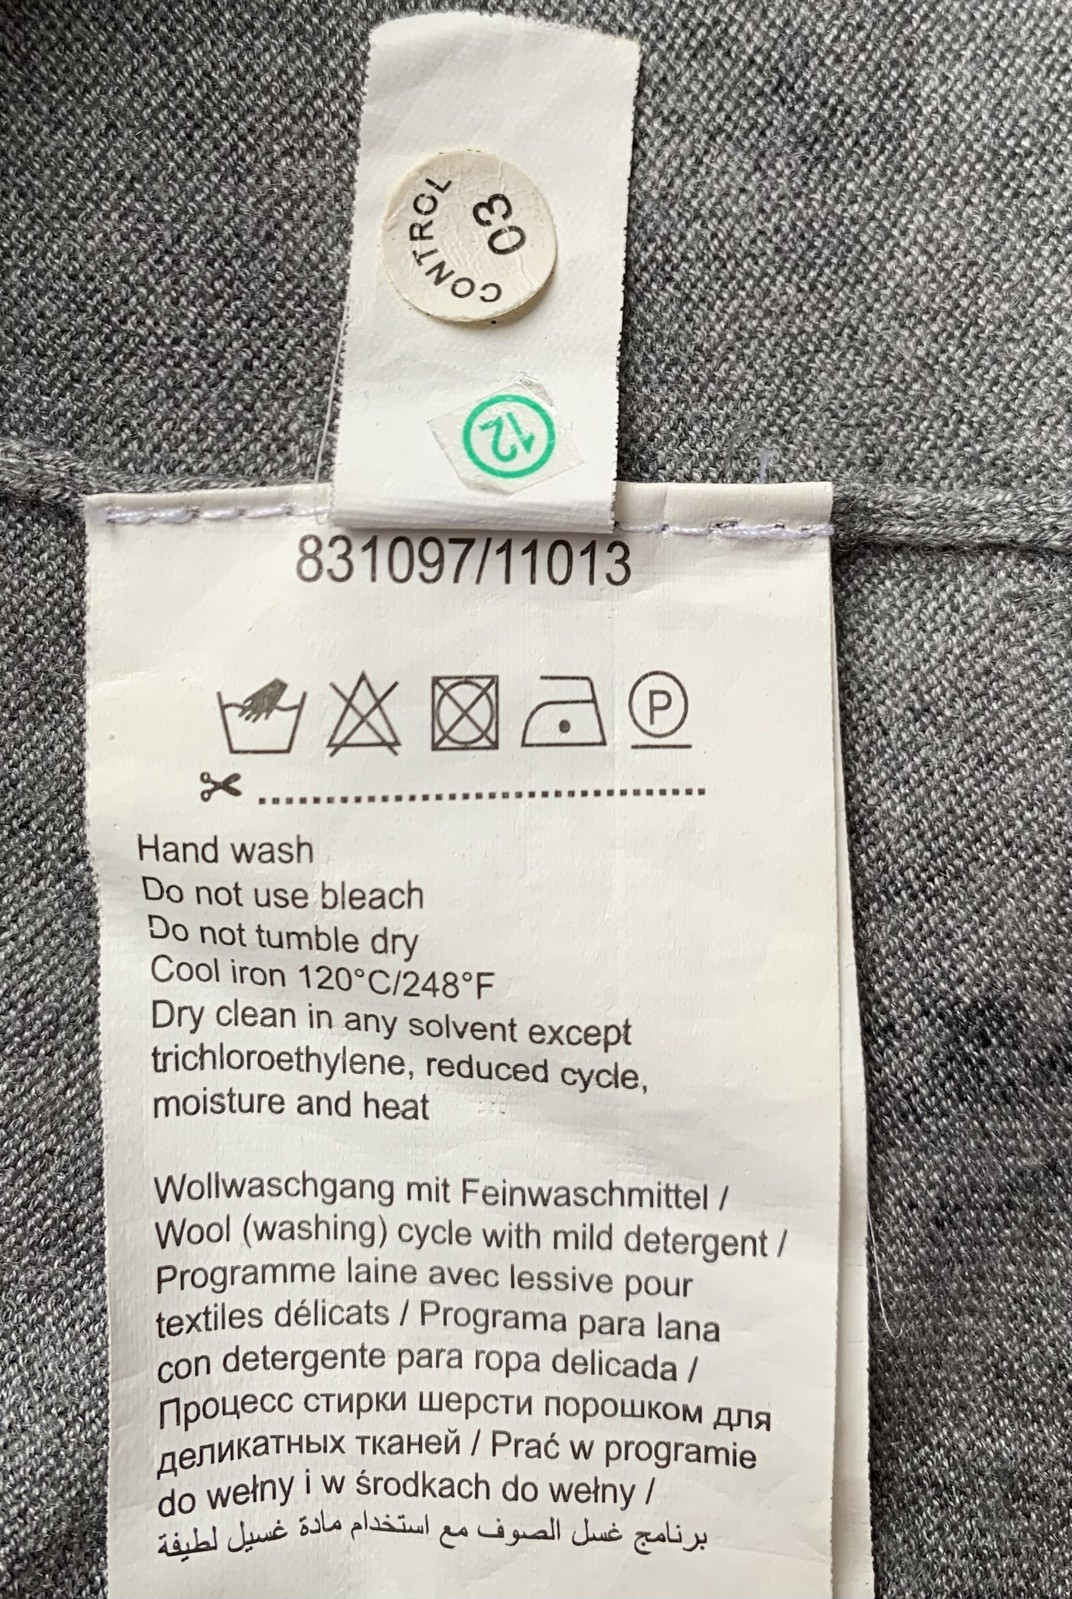 CONTROL
03
12
831097/11013
P
Hand wash
Do not use bleach
Do not tumble dry
Cool iron 120°C/248°F
Dry clean in any solvent except
trichloroethylene, reduced cycle,
moisture and heat
Wollwaschgang mit Feinwaschmittel /
Wool (washing) cycle with mild detergent /
Programme laine avec lessive pour
textiles délicats / Programa para lana
con detergente para ropa delicada /
Процесс стирки шерсти порошком для
деликатных тканей / Prać w programie
do wełny i w środkach do wełny /
برنامج غسل الصوف مع استخدام مادة غسيل لطيفة